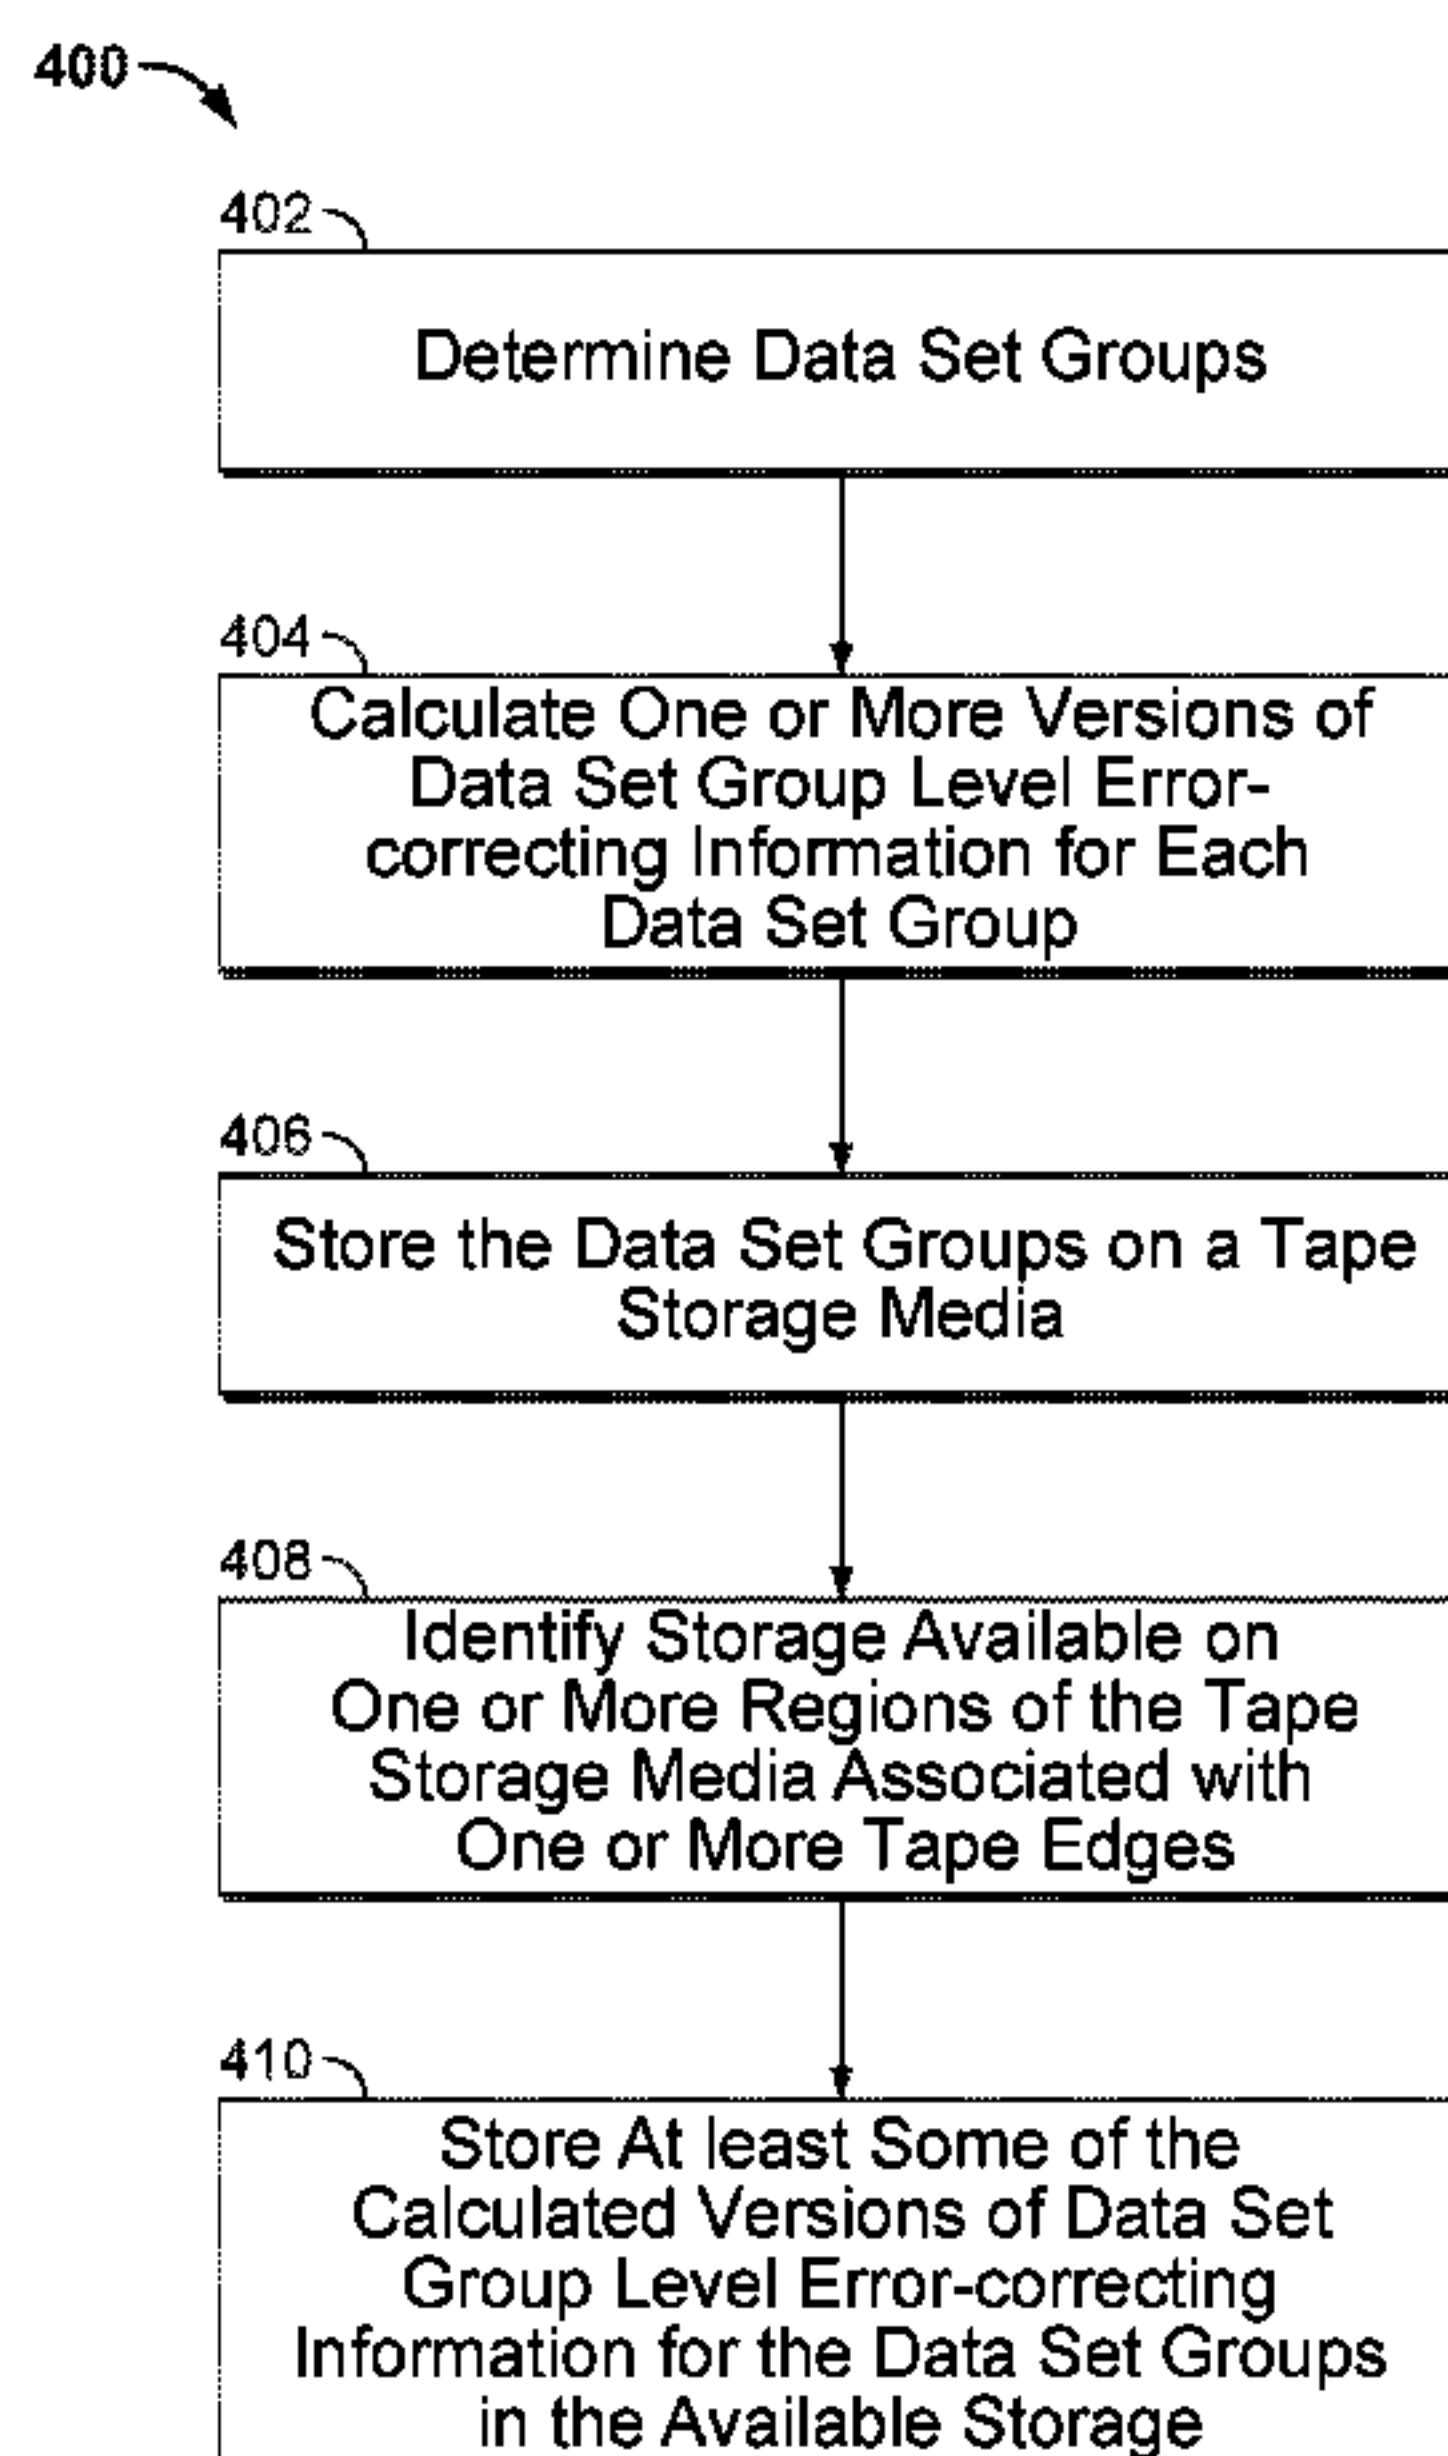 400
402
Determine Data Set Groups
404
Calculate One or More Versions of
Data Set Group Level Error-
correcting Information for Each
Data Set Group
406
Store the Data Set Groups on a Tape
Storage Media
408
Identify Storage Available on
One or More Regions of the Tape
Storage Media Associated with
One or More Tape Edges
410
Store At least Some of the
Calculated Versions of Data Set
Group Level Error-correcting
Information for the Data Set Groups
in the Available Storage